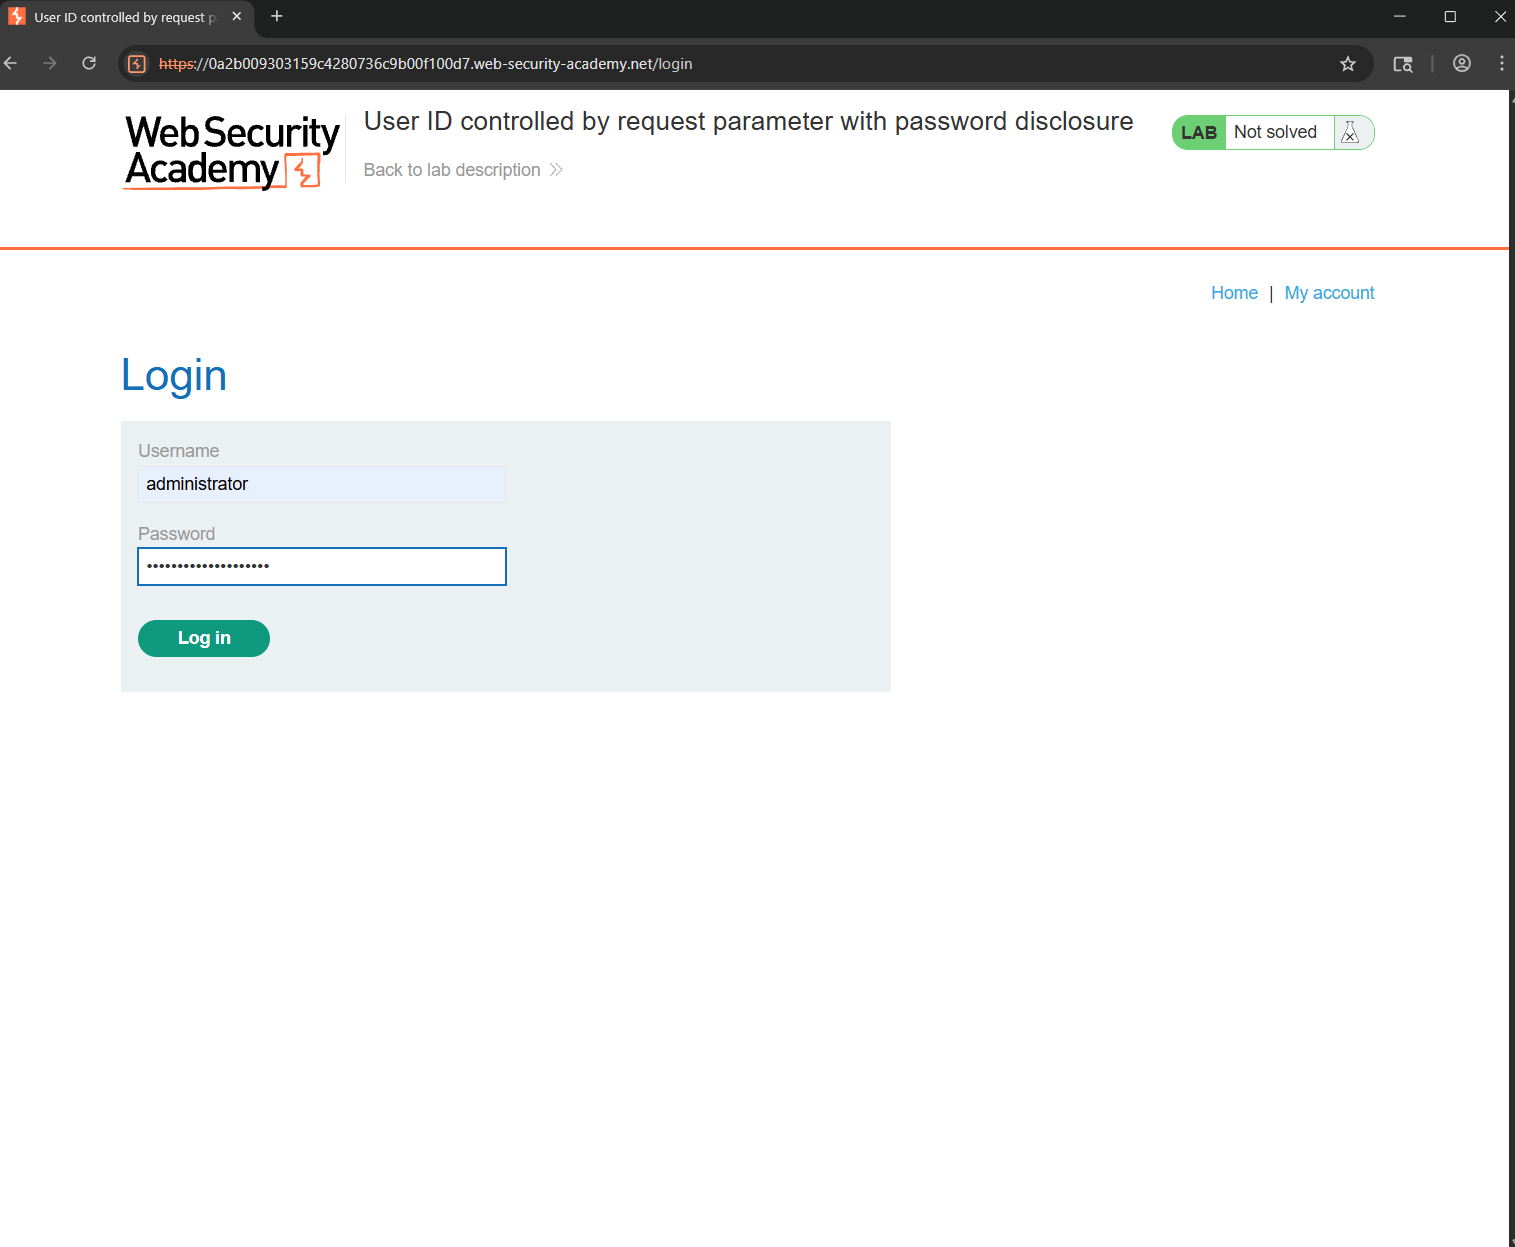 User ID controlled by request p
https://0a2b009303159c4280736c9b00f100d7.web-security-academy.net/login
Web Security
Academy
User ID controlled by request parameter with password disclosure
Back to lab description
LAB Not solved
Home | My account
Login
Username
administrator
Password
••••••••••••••••••••
Log in